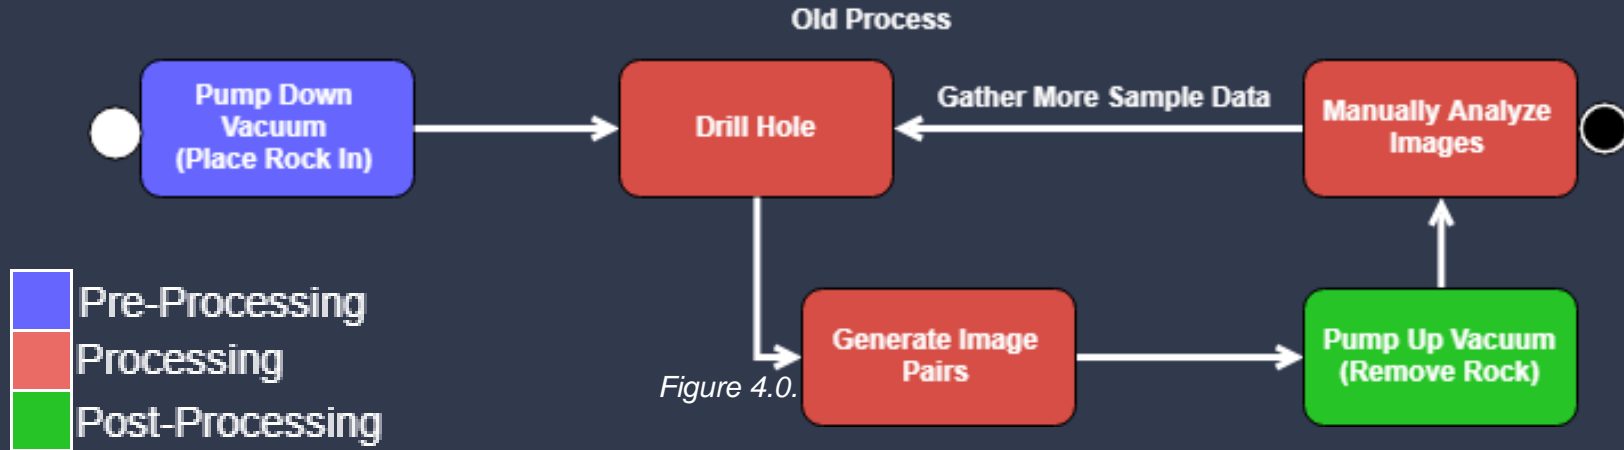 Old Process
Pump Down
Vacuum
(Place Rock In)
Drill Hole
Gather More Sample Data
Manually Analyze
Images
Generate Image
Pairs
Pump Up Vacuum
(Remove Rock)
Pre-Processing
Processing
Post-Processing
Figure 4.0.